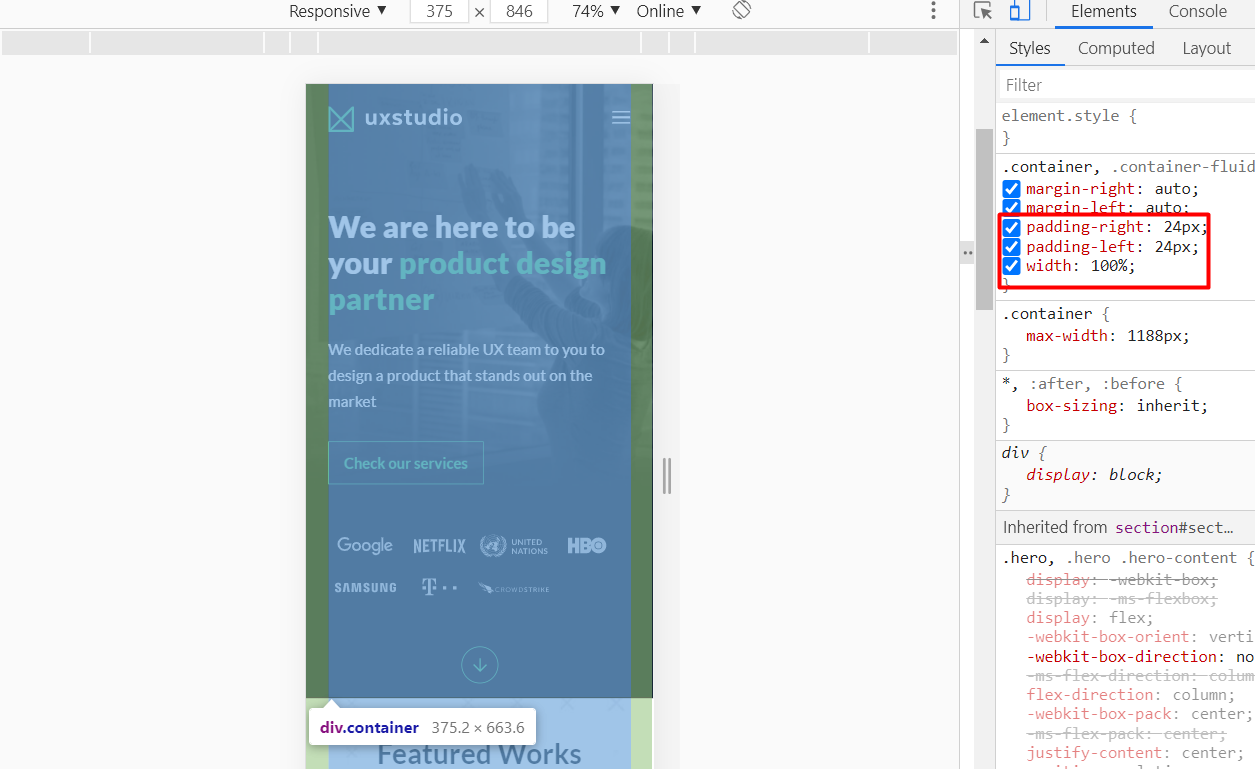 Responsive ▼ 375 × 846 74% ▼ Online ▼
Elements Console
Styles Computed Layout
Filter
element.style {
}
.container, .container-fluid
margin-right: auto;
margin-left: auto;
padding-right: 24px;
padding-left: 24px;
width: 100%;
}
.container {
max-width: 1188px;
}
*, :after, :before {
box-sizing: inherit;
}
div {
display: block;
}
Inherited from section#sect…
.hero, .hero .hero-content {
display: -webkit-box;
display: -ms-flexbox;
display: flex;
-webkit-box-orient: verti
-webkit-box-direction: no
-ms-flex-direction: colum
flex-direction: column;
-webkit-box-pack: center;
-ms-flex-pack: center;
justify-content: center;
uxstudio
We are here to be
your product design
partner
We dedicate a reliable UX team to you to
design a product that stands out on the
market
Check our services
Google NETFLIX UNITED NATIONS HBO
SAMSUNG T CROWDSTRIKE
div.container 375.2 × 663.6
Featured Works